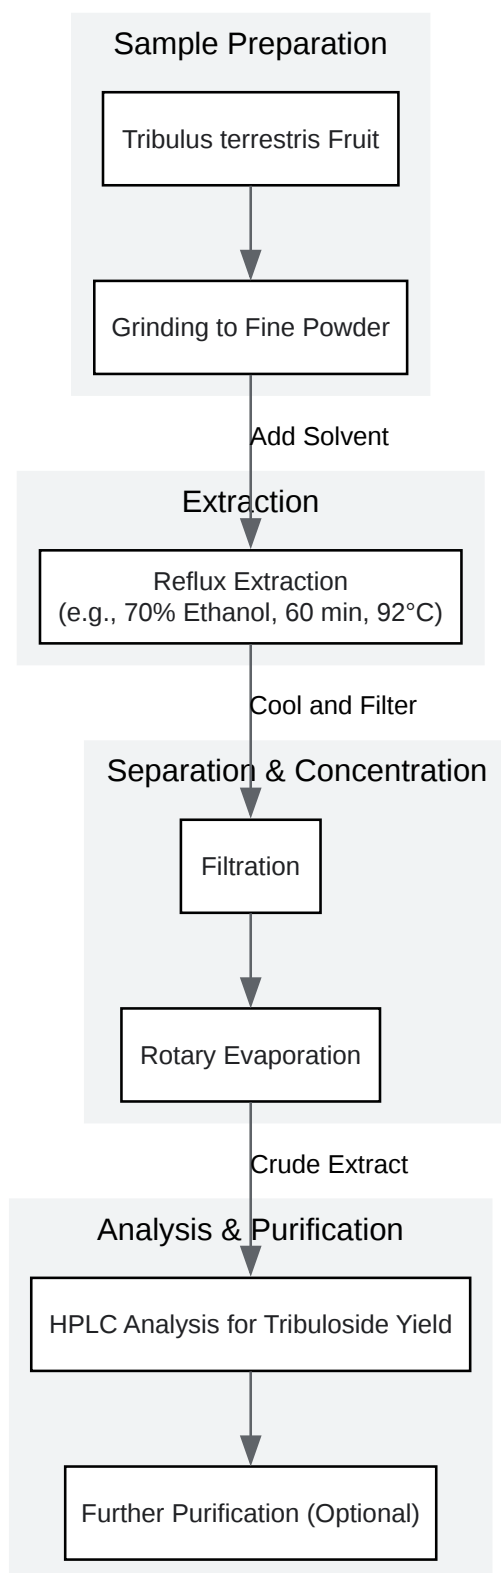 Sample Preparation
Tribulus terrestris Fruit
Grinding to Fine Powder
Add Solvent
Extraction
Reflux Extraction
(e.g., 70% Ethanol, 60 min, 92°C)
Cool and Filter
Separation & Concentration
Filtration
Rotary Evaporation
Crude Extract
Analysis & Purification
HPLC Analysis for Tribuloside Yield
Further Purification (Optional)